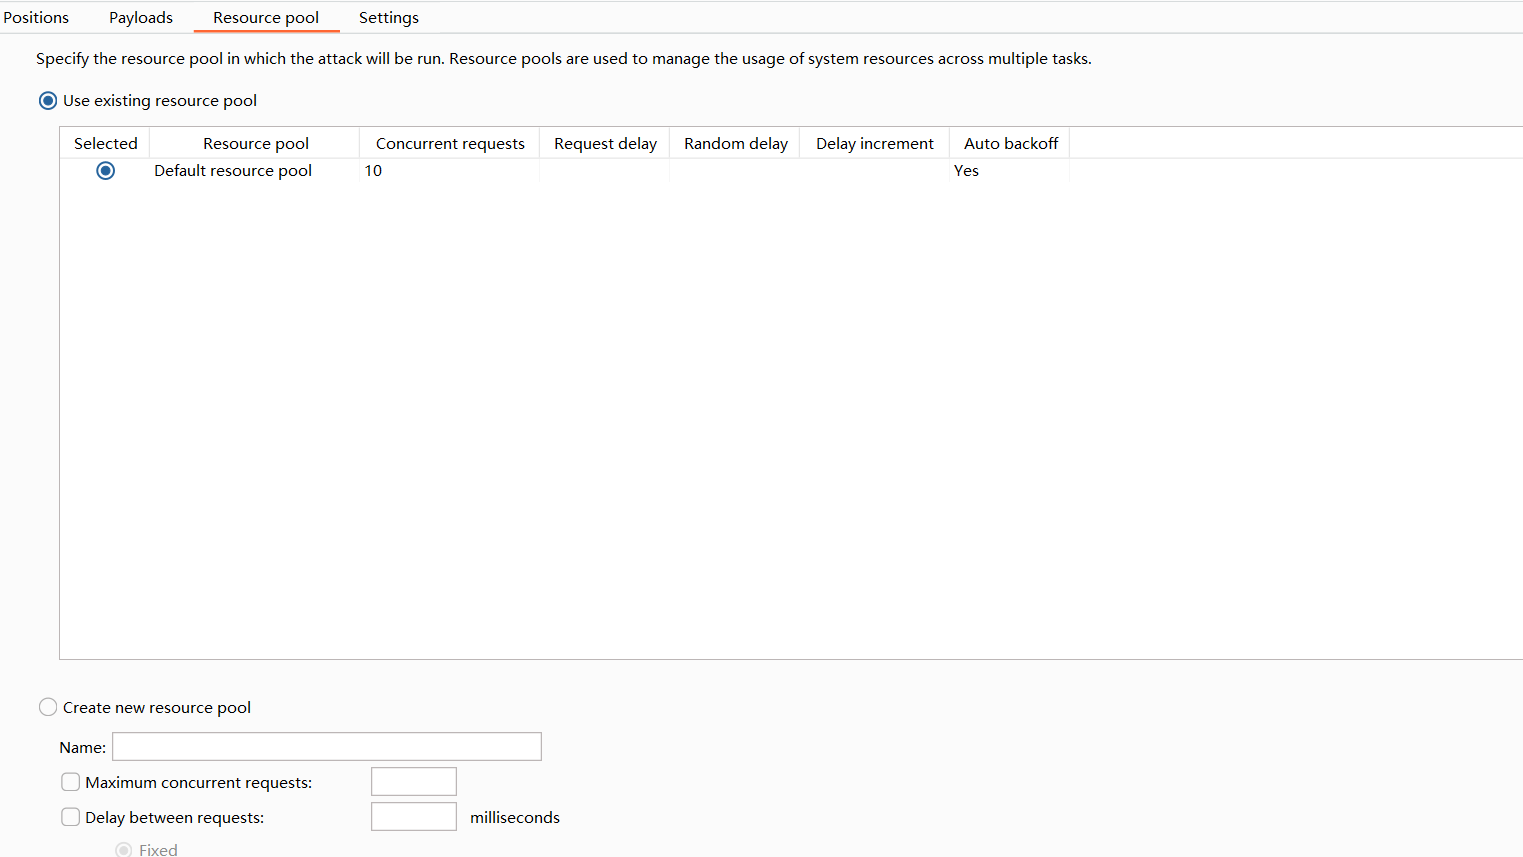 Positions Payloads Resource pool Settings
Specify the resource pool in which the attack will be run. Resource pools are used to manage the usage of system resources across multiple tasks.
Use existing resource pool
Selected Resource pool Concurrent requests Request delay Random delay Delay increment Auto backoff
Default resource pool 10 Yes
Create new resource pool
Name:
Maximum concurrent requests:
Delay between requests: milliseconds
Fixed